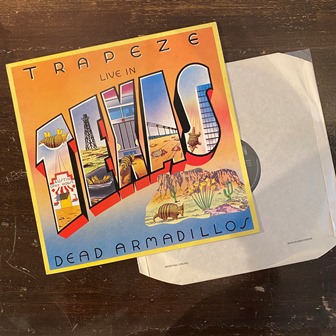 TRAPEZE
LIVE IN
TEXAS
DEAD ARMADILLOS